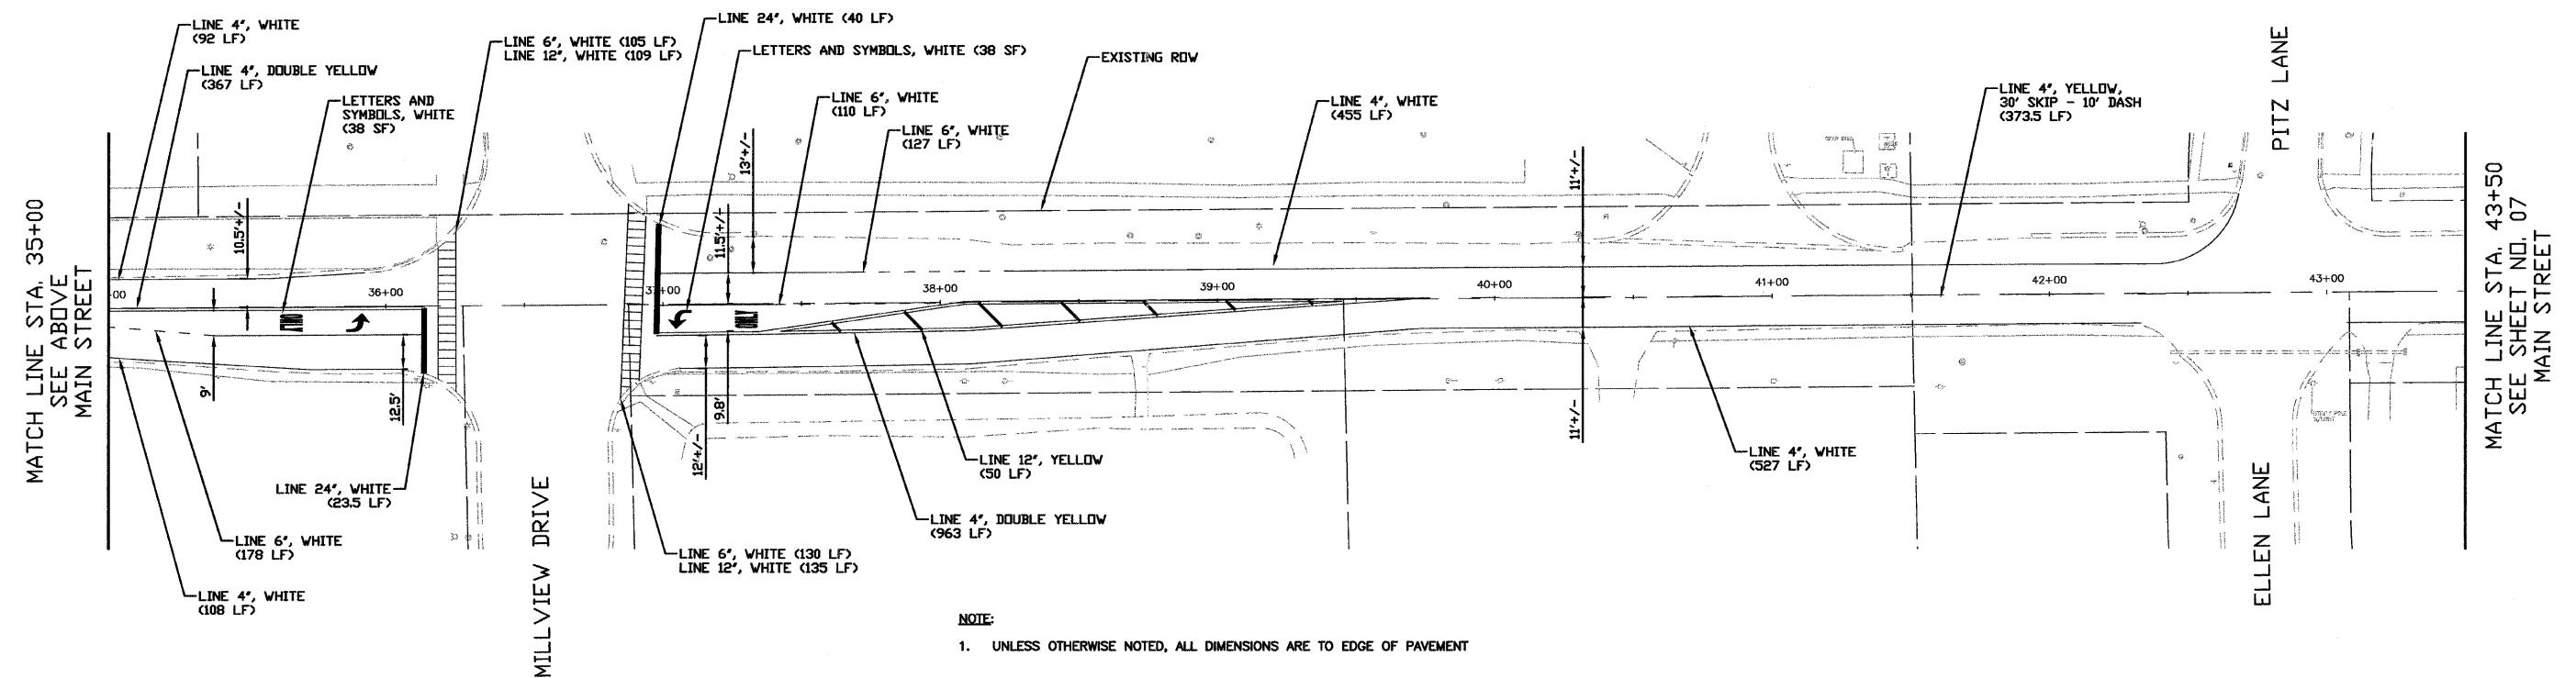 LINE 4", WHITE
(92 LF)
LINE 4", DOUBLE YELLOW
(367 LF)
LETTERS AND
SYMBOLS, WHITE
(38 SF)
LINE 6", WHITE (105 LF)
LINE 12", WHITE (109 LF)
LINE 24", WHITE (40 LF)
LETTERS AND SYMBOLS, WHITE (38 SF)
EXISTING ROW
LINE 6", WHITE
(110 LF)
LINE 6", WHITE
(127 LF)
LINE 4", WHITE
(455 LF)
LINE 4", YELLOW,
30' SKIP - 10' DASH
(373.5 LF)
PITZ LANE
MATCH LINE STA. 35+00
SEE ABOVE
MAIN STREET
10.5'+/-
13'+/-
11.5'+/-
11'+/-
00
36+00
37+00
38+00
39+00
40+00
41+00
42+00
43+00
ONLY
ONLY
9'
12.5'
9.8'
12'+/-
11'+/-
MATCH LINE STA. 43+50
SEE SHEET NO. 07
MAIN STREET
LINE 24", WHITE
(23.5 LF)
LINE 6", WHITE
(178 LF)
LINE 4", WHITE
(108 LF)
MILLVIEW DRIVE
LINE 6", WHITE (130 LF)
LINE 12", WHITE (135 LF)
LINE 12", YELLOW
(50 LF)
LINE 4", DOUBLE YELLOW
(963 LF)
LINE 4", WHITE
(527 LF)
ELLEN LANE
NOTE:
1. UNLESS OTHERWISE NOTED, ALL DIMENSIONS ARE TO EDGE OF PAVEMENT